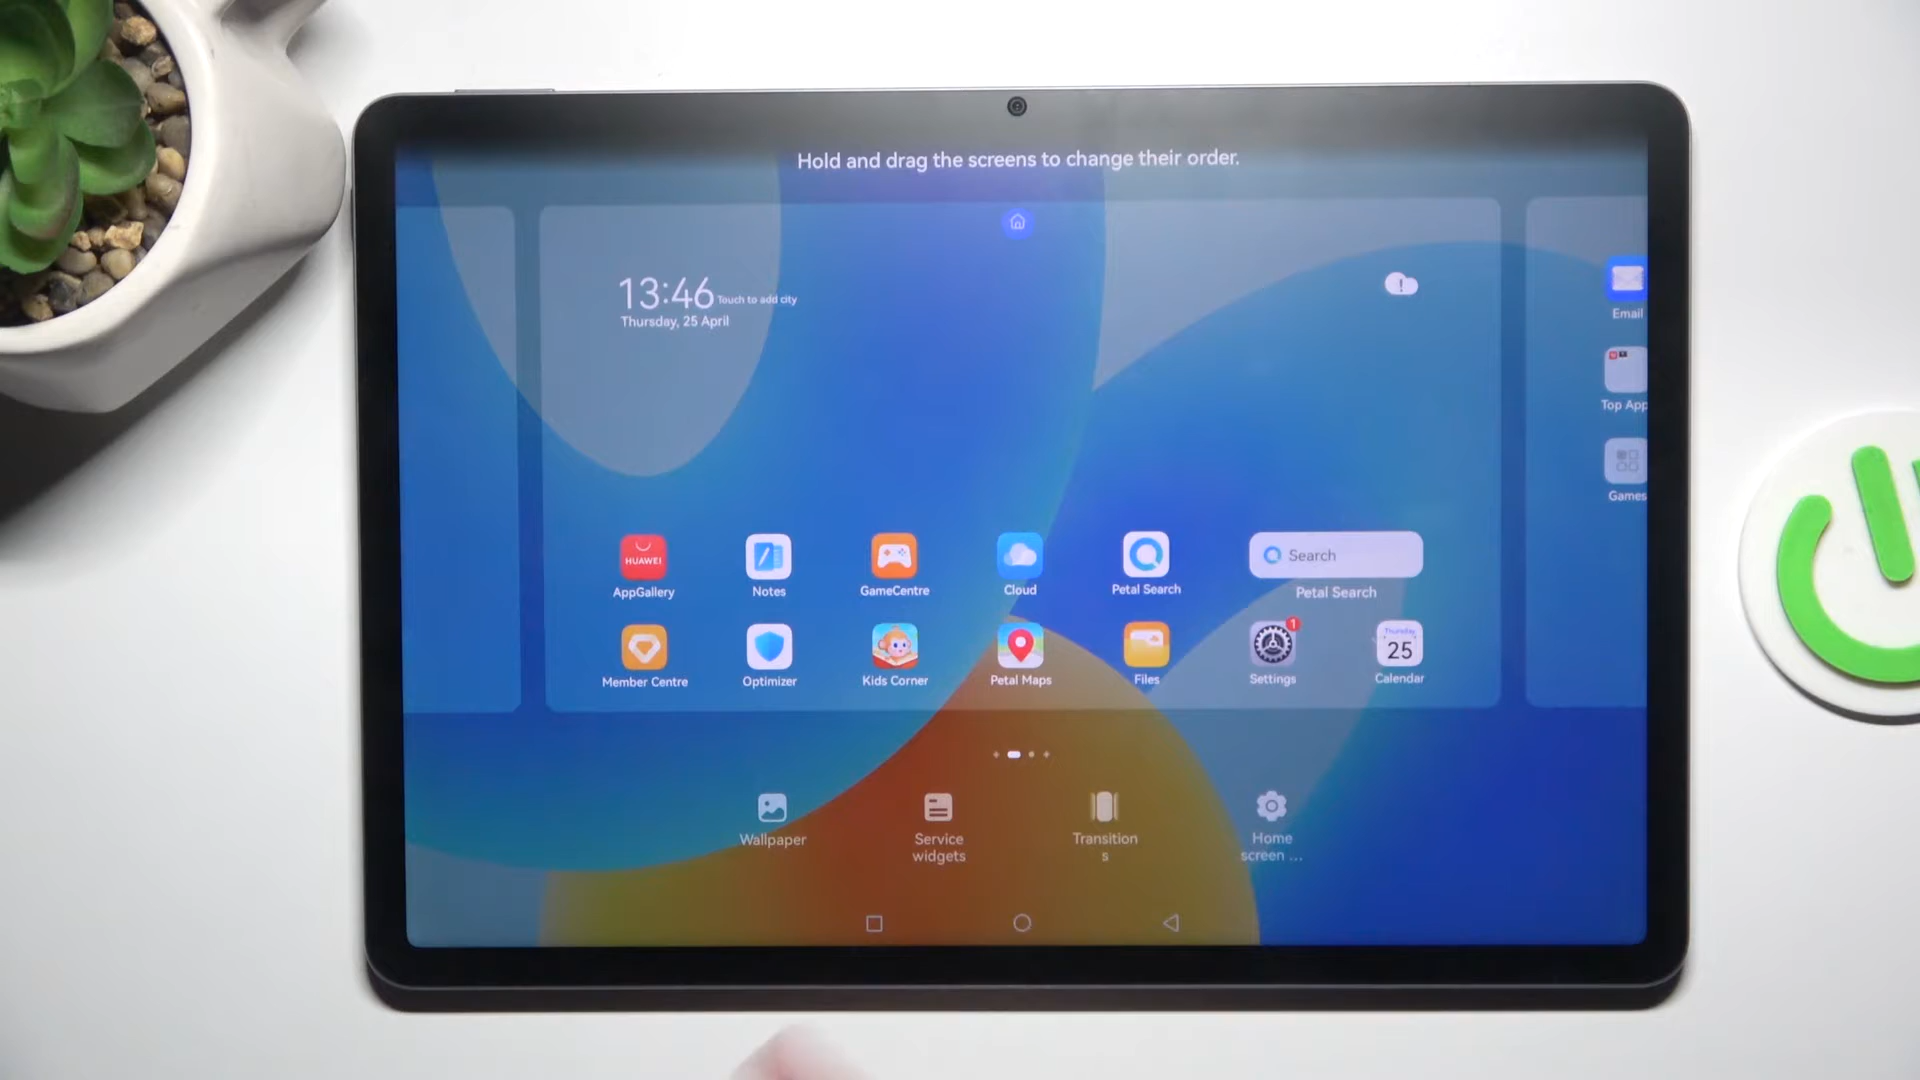 Hold and drag the screens to change their order.
13:46 Touch to add city
Thursday, 25 April
Email
Top App
Games
HUAWEI
AppGallery
Notes
GameCentre
Cloud
Petal Search
Search
Petal Search
Member Centre
Optimizer
Kids Corner
Petal Maps
Files
1
Settings
Thursday
25
Calendar
Wallpaper
Service
widgets
Transition
s
Home
screen ...